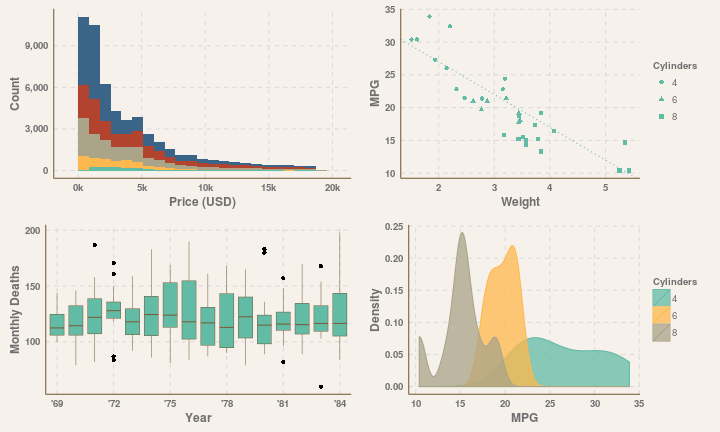 Count
9,000
6,000
3,000
0
0k
5k
10k
15k
20k
Price (USD)
MPG
35
30
25
20
15
10
2
3
4
5
Weight
Cylinders
4
6
8
Monthly Deaths
200
150
100
'69
'72
'75
'78
'81
'84
Year
Density
0.25
0.20
0.15
0.10
0.05
0.00
10
15
20
25
30
35
MPG
Cylinders
4
6
8